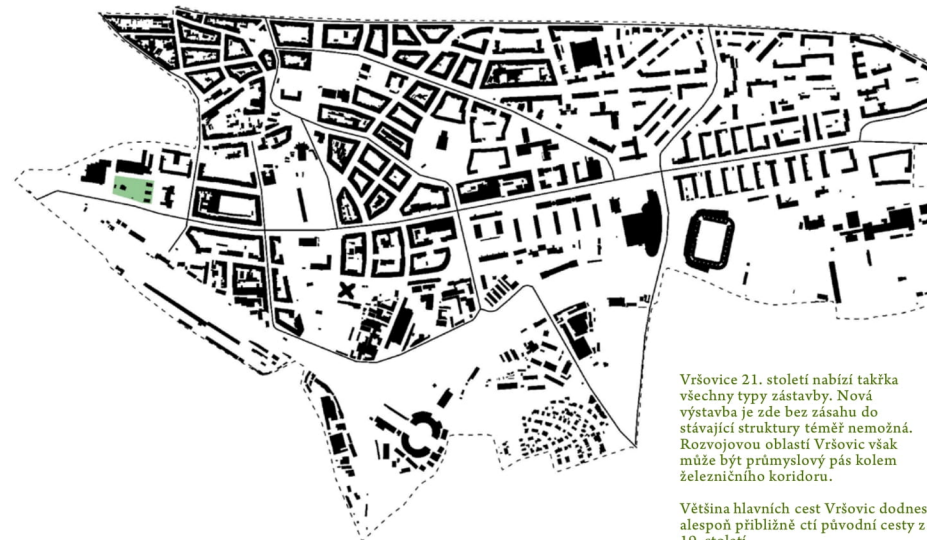 Vršovice 21. století nabízí takřka
všechny typy zástavby. Nová
výstavba je zde bez zásahu do
stávající struktury téměř nemožná.
Rozvojovou oblastí Vršovic však
může být průmyslový pás kolem
železničního koridoru.
Většina hlavních cest Vršovic dodnes
alespoň přibližně ctí původní cesty z
19. století